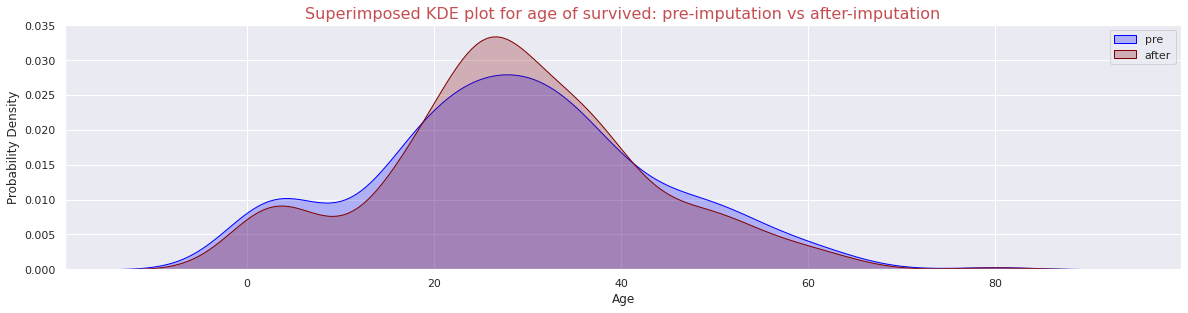 Superimposed KDE plot for age of survived: pre-imputation vs after-imputation
0.035
0.030
0.025
0.020
0.015
0.010
0.005
0.000
Probability Density
pre
after
0 20 40 60 80
Age